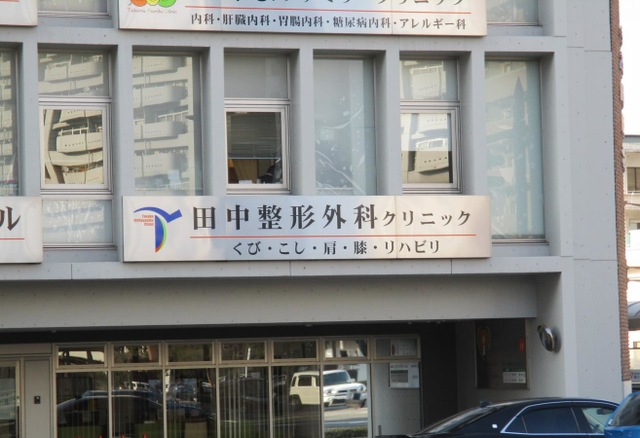 内科・肝臓内科・胃腸内科・糖尿病内科・アレルギー科
田中整形外科クリニック
くび・こし・肩・膝・リハビリ
ル